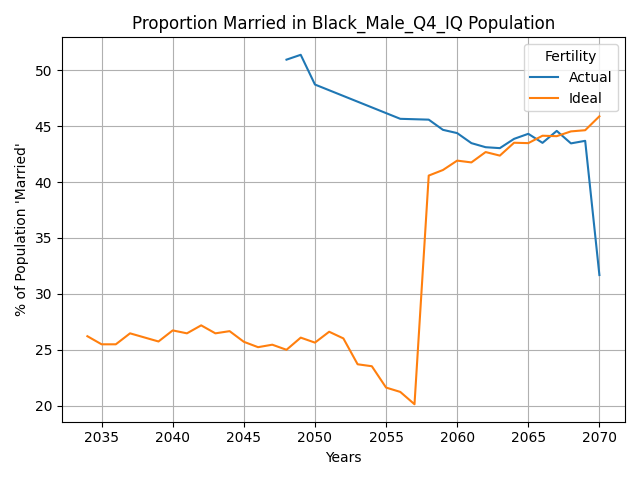 Proportion Married in Black_Male_Q4_IQ Population
Fertility
Actual
Ideal
% of Population 'Married'
50
45
40
35
30
25
20
2035
2040
2045
2050
2055
2060
2065
2070
Years